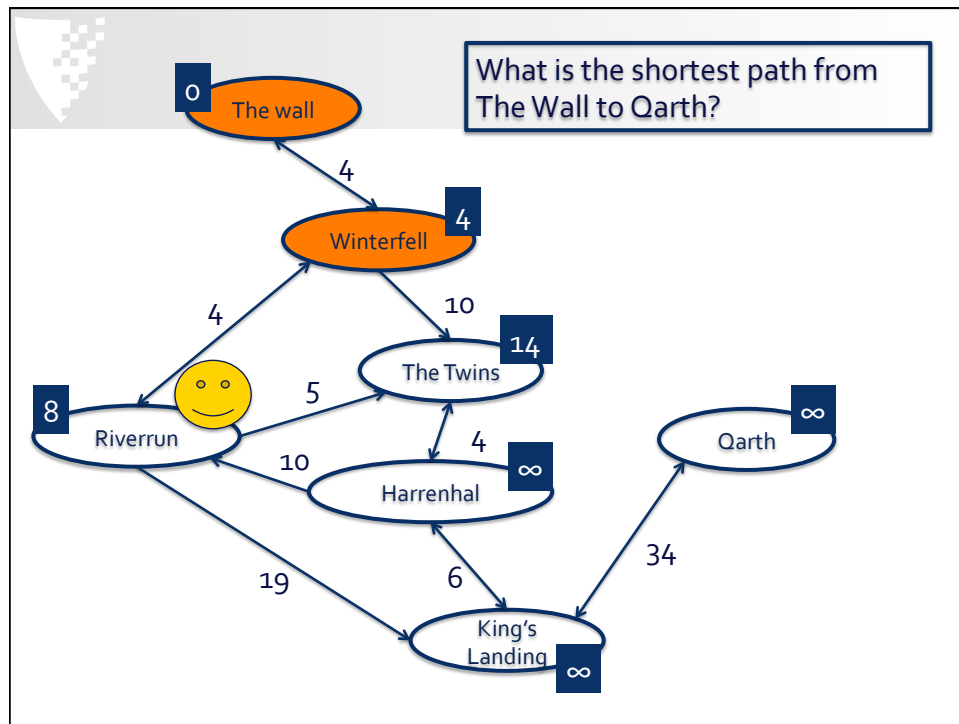 What is the shortest path from
The Wall to Qarth?
0
The wall
4
4
Winterfell
10
4
14
The Twins
5
8
Riverrun
∞
Qarth
4
10
∞
Harrenhal
34
6
19
King's
Landing
∞